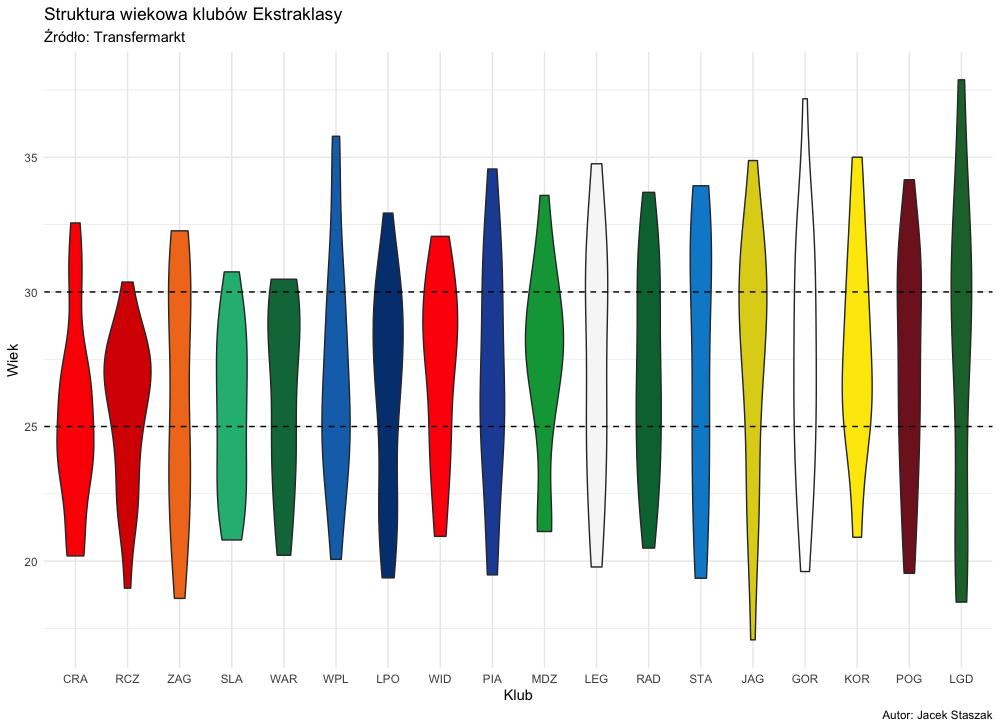 Struktura wiekowa klubów Ekstraklasy
Źródło: Transfermarkt
Wiek
35
30
25
20
CRA RCZ ZAG SLA WAR WPL LPO WID PIA MDZ LEG RAD STA JAG GOR KOR POG LGD
Klub
Autor: Jacek Staszak